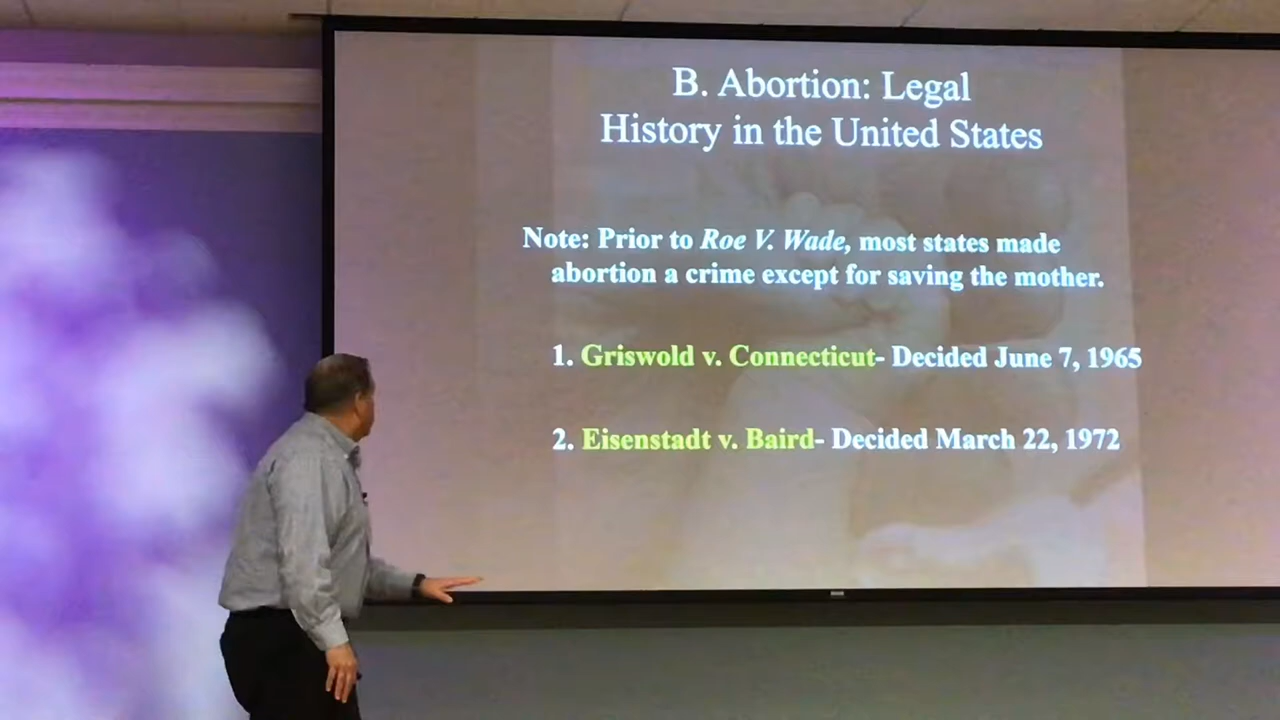 B. Abortion: Legal
History in the United States
Note: Prior to Roe V. Wade, most states made
abortion a crime except for saving the mother.
1. Griswold v. Connecticut- Decided June 7, 1965
2. Eisenstadt v. Baird- Decided March 22, 1972